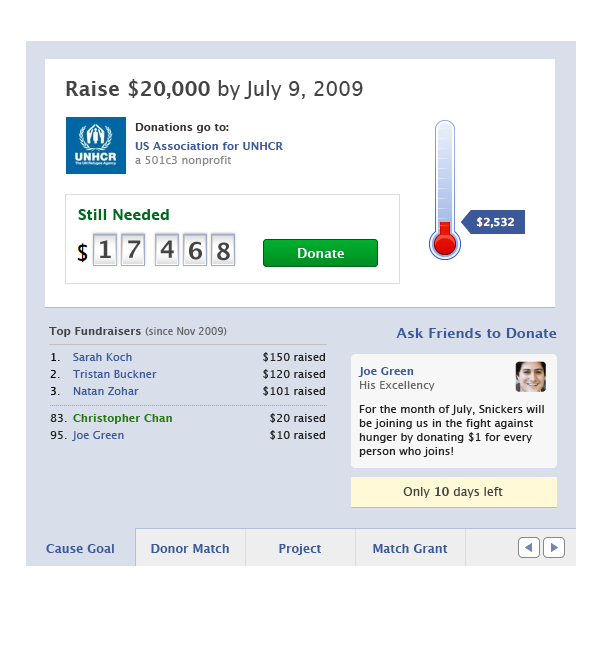 Raise $20,000 by July 9, 2009
UNHCR
The UN Refugee Agency
Donations go to:
US Association for UNHCR
a 501c3 nonprofit
Still Needed
$ 17 468
Donate
$2,532
Top Fundraisers (since Nov 2009)
1. Sarah Koch $150 raised
2. Tristan Buckner $120 raised
3. Natan Zohar $101 raised
83. Christopher Chan $20 raised
95. Joe Green $10 raised
Ask Friends to Donate
Joe Green
His Excellency
For the month of July, Snickers will
be joining us in the fight against
hunger by donating $1 for every
person who joins!
Only 10 days left
Cause Goal
Donor Match
Project
Match Grant